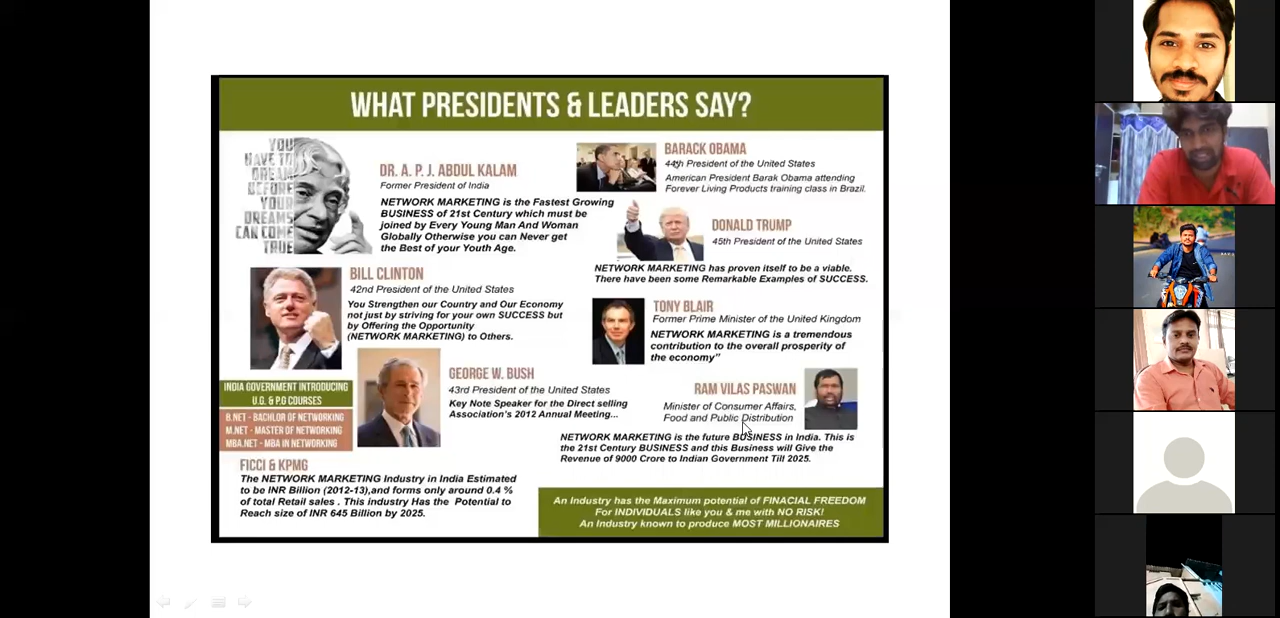 WHAT PRESIDENTS & LEADERS SAY?
YOU
HAVE TO
DREAM
BEFORE
YOUR
DREAMS
CAN COME
TRUE
DR. A. P. J. ABDUL KALAM
Former President of India
NETWORK MARKETING is the Fastest Growing
BUSINESS of 21st Century which must be
joined by Every Young Man And Woman
Globally Otherwise you can Never get
the Best of your Youth Age.
BARACK OBAMA
44th President of the United States
American President Barak Obama attending
Forever Living Products training class in Brazil.
DONALD TRUMP
45th President of the United States
NETWORK MARKETING has proven itself to be a viable.
There have been some Remarkable Examples of SUCCESS.
BILL CLINTON
42nd President of the United States
You Strengthen our Country and Our Economy
not just by striving for your own SUCCESS but
by Offering the Opportunity
(NETWORK MARKETING) to Others.
TONY BLAIR
Former Prime Minister of the United Kingdom
NETWORK MARKETING is a tremendous
contribution to the overall prosperity of
the economy”
GEORGE W. BUSH
43rd President of the United States
Key Note Speaker for the Direct selling
Association's 2012 Annual Meeting...
RAM VILAS PASWAN
Minister of Consumer Affairs,
Food and Public Distribution
NETWORK MARKETING is the future BUSINESS in India. This is
the 21st Century BUSINESS and this Business will Give the
Revenue of 9000 Crore to Indian Government Till 2025.
INDIA GOVERNMENT INTRODUCING
U.G. & P.G COURSES
B.NET - BACHLOR OF NETWORKING
M.NET - MASTER OF NETWORKING
MBA.NET - MBA IN NETWORKING
FICCI & KPMG
The NETWORK MARKETING Industry in India Estimated
to be INR Billion (2012-13),and forms only around 0.4 %
of total Retail sales . This industry Has the Potential to
Reach size of INR 645 Billion by 2025.
An Industry has the Maximum potential of FINACIAL FREEDOM
For INDIVIDUALS like you & me with NO RISK!
An Industry known to produce MOST MILLIONAIRES